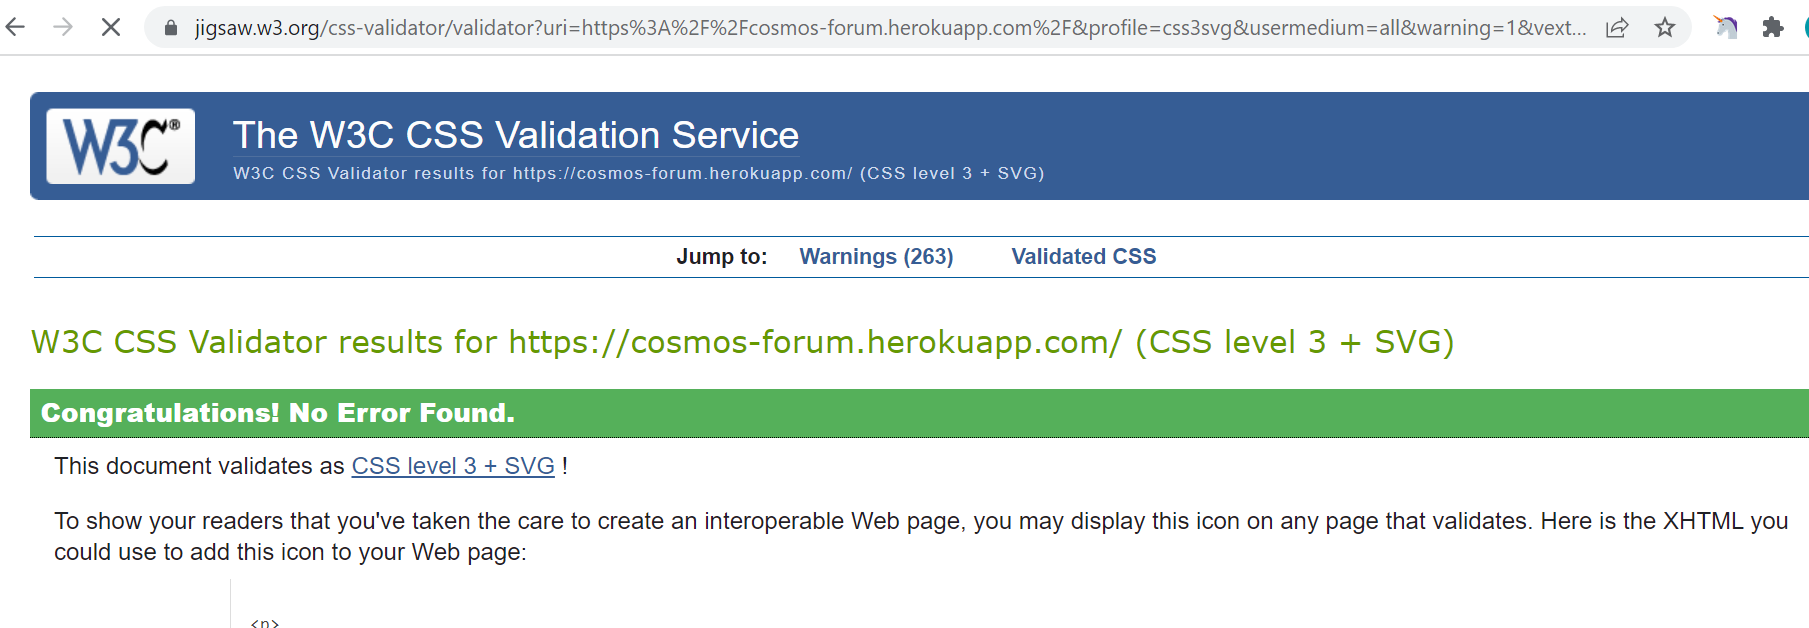 jigsaw.w3.org/css-validator/validator?uri=https%3A%2F%2Fcosmos-forum.herokuapp.com%2F&profile=css3svg&usermedium=all&warning=1&vext...
W3C®
The W3C CSS Validation Service
W3C CSS Validator results for https://cosmos-forum.herokuapp.com/ (CSS level 3 + SVG)
Jump to: Warnings (263) Validated CSS
W3C CSS Validator results for https://cosmos-forum.herokuapp.com/ (CSS level 3 + SVG)
Congratulations! No Error Found.
This document validates as CSS level 3 + SVG !
To show your readers that you've taken the care to create an interoperable Web page, you may display this icon on any page that validates. Here is the XHTML you
could use to add this icon to your Web page:
<p>